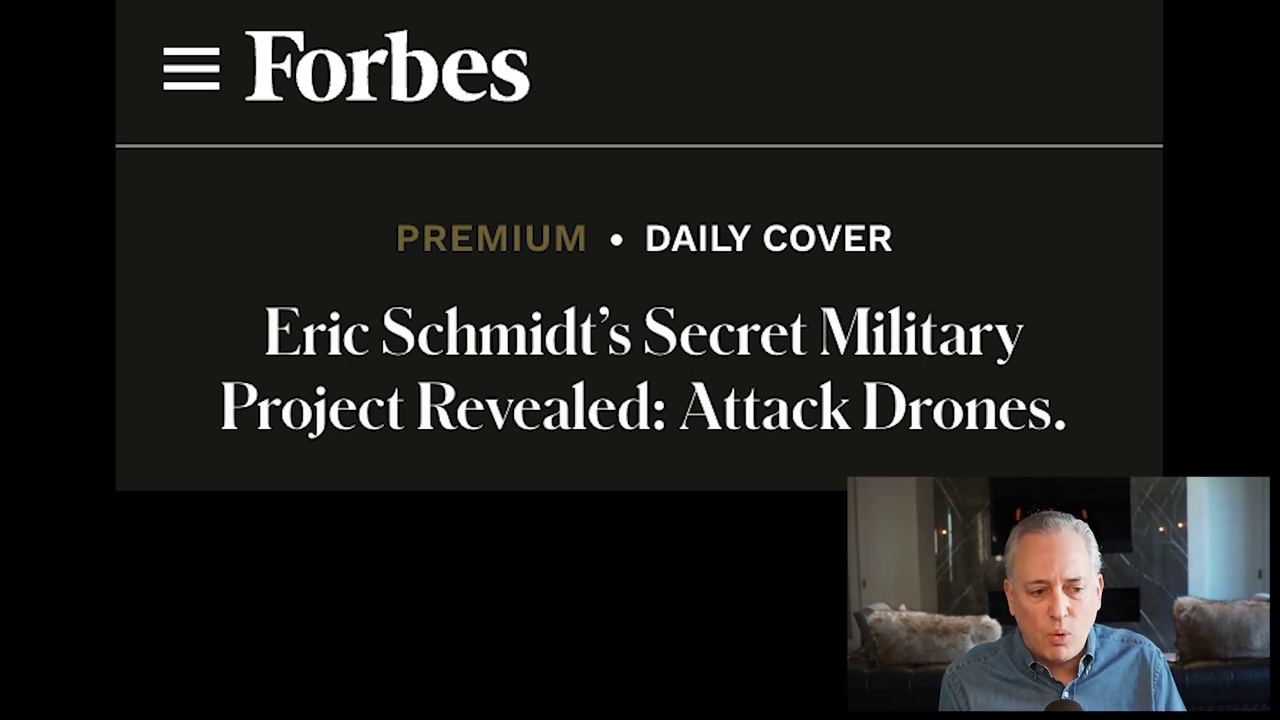 Forbes
PREMIUM • DAILY COVER
Eric Schmidt’s Secret Military
Project Revealed: Attack Drones.